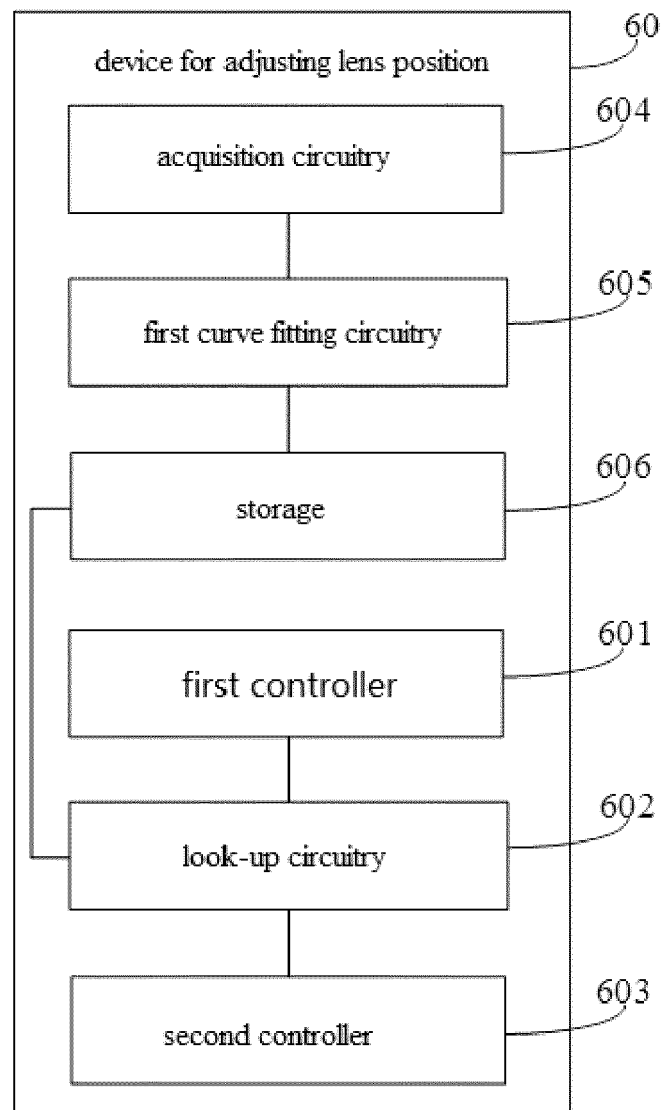 60
device for adjusting lens position
604
acquisition circuitry
605
first curve fitting circuitry
606
storage
601
first controller
602
look-up circuitry
603
second controller